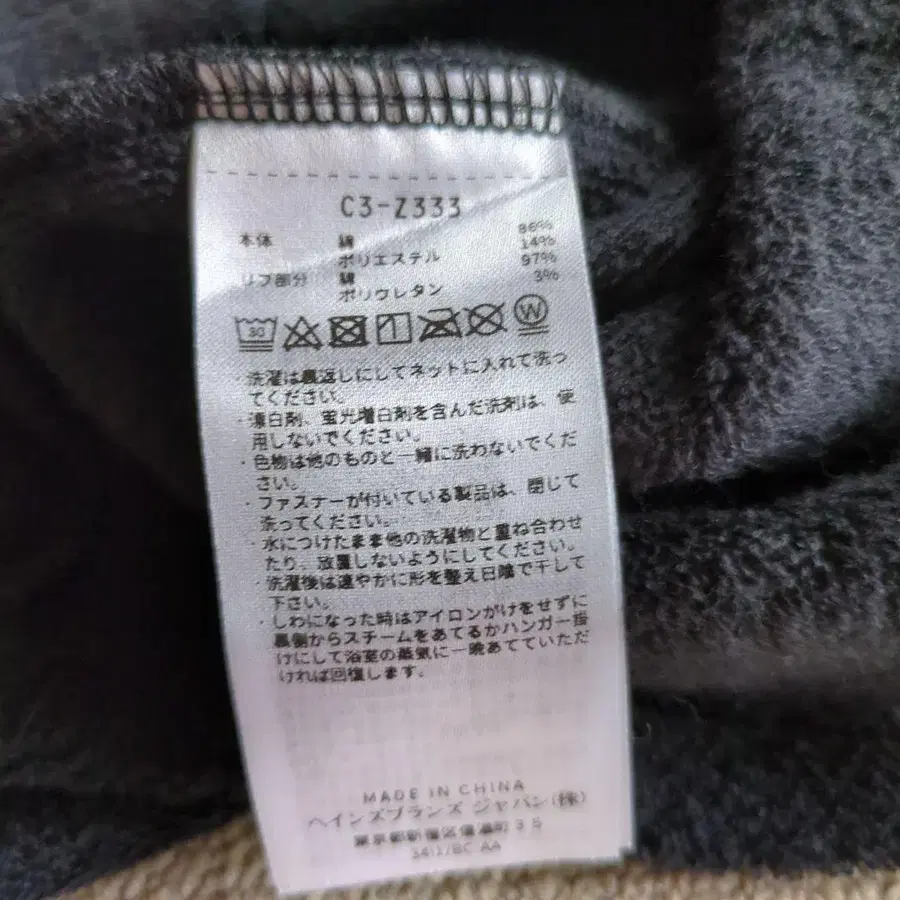 C3-Z333
本体 綿 86%
ポリエステル 14%
リブ部分 綿 97%
ポリウレタン 3%
30 W
・洗濯は裏返しにしてネットに入れて洗っ
てください。
・漂白剤、蛍光増白剤を含んだ洗剤は、使
用しないでください。
・色物は他のものと一緒に洗わないでくだ
さい。
・ファスナーが付いている製品は、閉じて
洗ってください。
・水につけたまま他の洗濯物と重ね合わせ
たり、放置しないようにしてください。
・洗濯後は速やかに形を整え日陰で干して
下さい。
・しわになった時はアイロンがけをせずに
裏側からスチームをあてるかハンガー掛
けにして浴室の蒸気に一晩あてていただ
ければ回復します。
MADE IN CHINA
ヘインズブランズ ジャパン(株)
東京都新宿区信濃町35